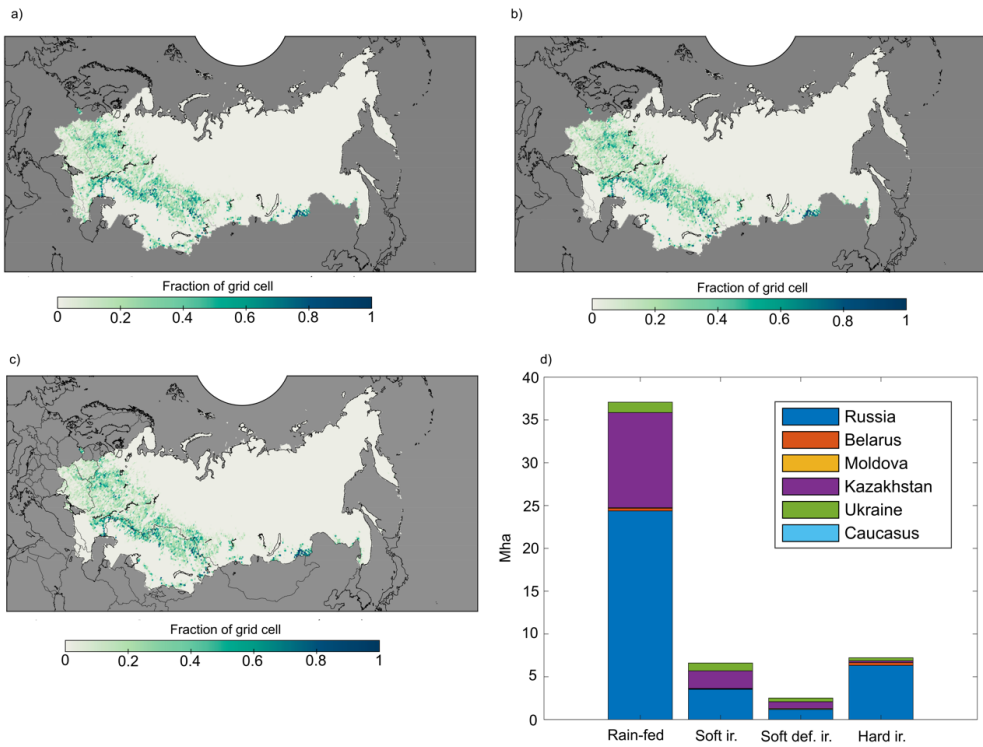 a)
b)
Fraction of grid cell
0 0.2 0.4 0.6 0.8 1
Fraction of grid cell
0 0.2 0.4 0.6 0.8 1
c)
Fraction of grid cell
0 0.2 0.4 0.6 0.8 1
d)
40
35
30
25
20
15
10
5
0
Mha
Russia
Belarus
Moldova
Kazakhstan
Ukraine
Caucasus
Rain-fed Soft ir. Soft def. ir. Hard ir.